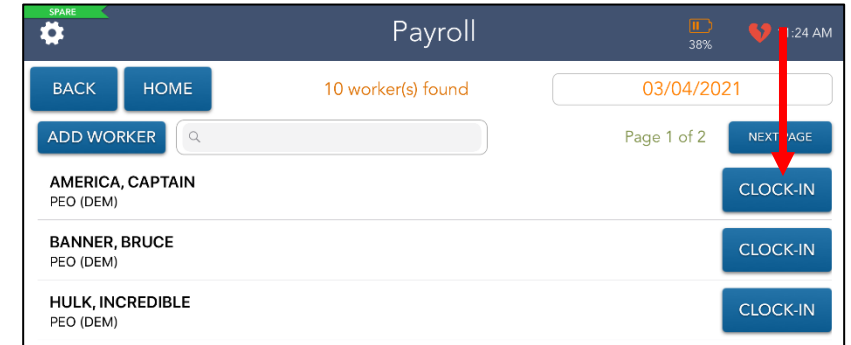 SPARE
Payroll
38%
:24 AM
BACK
HOME
10 worker(s) found
03/04/2021
ADD WORKER
Page 1 of 2
NEXT PAGE
AMERICA, CAPTAIN
PEO (DEM)
CLOCK-IN
BANNER, BRUCE
PEO (DEM)
CLOCK-IN
HULK, INCREDIBLE
PEO (DEM)
CLOCK-IN